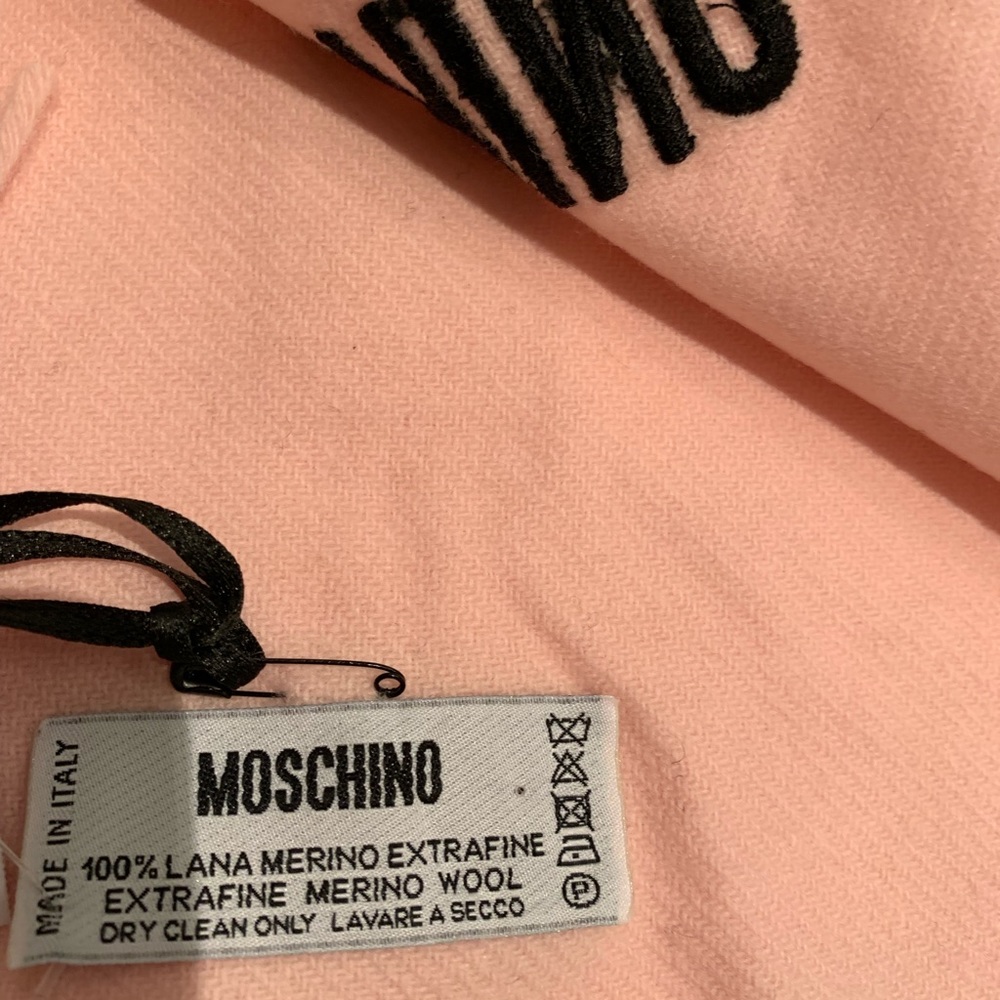 MOSCHINO
MADE IN ITALY
100% LANA MERINO EXTRAFINE
EXTRAFINE MERINO WOOL
DRY CLEAN ONLY LAVARE A SECCO
P